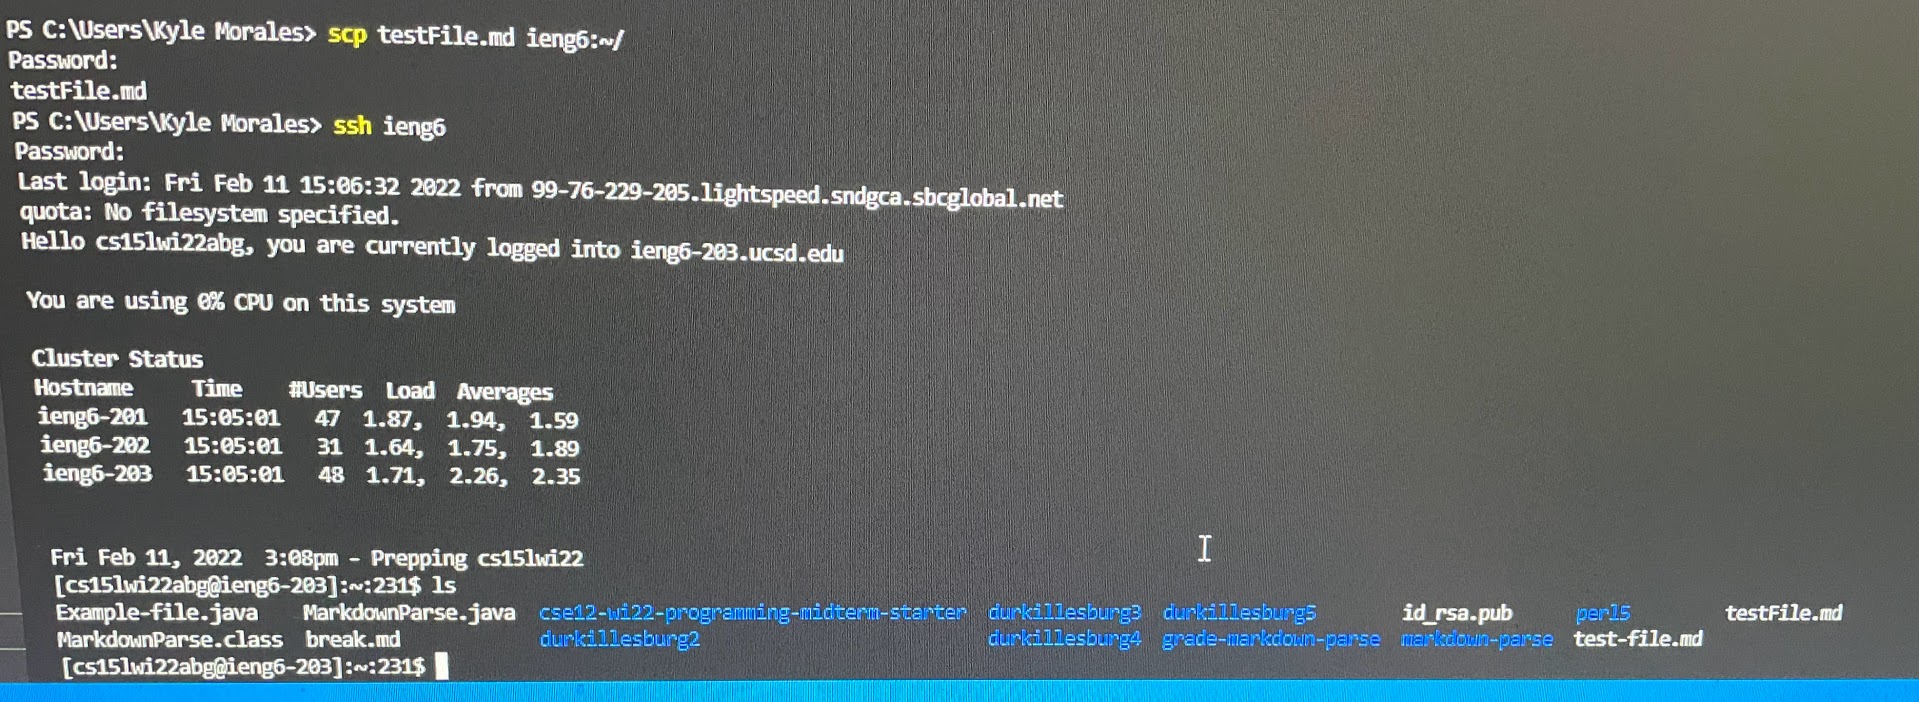 PS C:\Users\Kyle Morales> scp testFile.md ieng6:~/
Password:
testFile.md
PS C:\Users\Kyle Morales> ssh ieng6
Password:
Last login: Fri Feb 11 15:06:32 2022 from 99-76-229-205.lightspeed.sndgca.sbcglobal.net
quota: No filesystem specified.
Hello cs15lwi22abg, you are currently logged into ieng6-203.ucsd.edu
You are using 0% CPU on this system
Cluster Status
Hostname Time #Users Load Averages
ieng6-201 15:05:01 47 1.87, 1.94, 1.59
ieng6-202 15:05:01 31 1.64, 1.75, 1.89
ieng6-203 15:05:01 48 1.71, 2.26, 2.35
Fri Feb 11, 2022 3:08pm - Prepping cs15lwi22
[cs15lwi22abg@ieng6-203]:~:231$ ls
Example-file.java MarkdownParse.java cse12-wi22-programming-midterm-starter durkillesburg3 durkillesburg5 id_rsa.pub perl5 testFile.md
MarkdownParse.class break.md durkillesburg2 durkillesburg4 grade-markdown-parse markdown-parse test-file.md
[cs15lwi22abg@ieng6-203]:~:231$